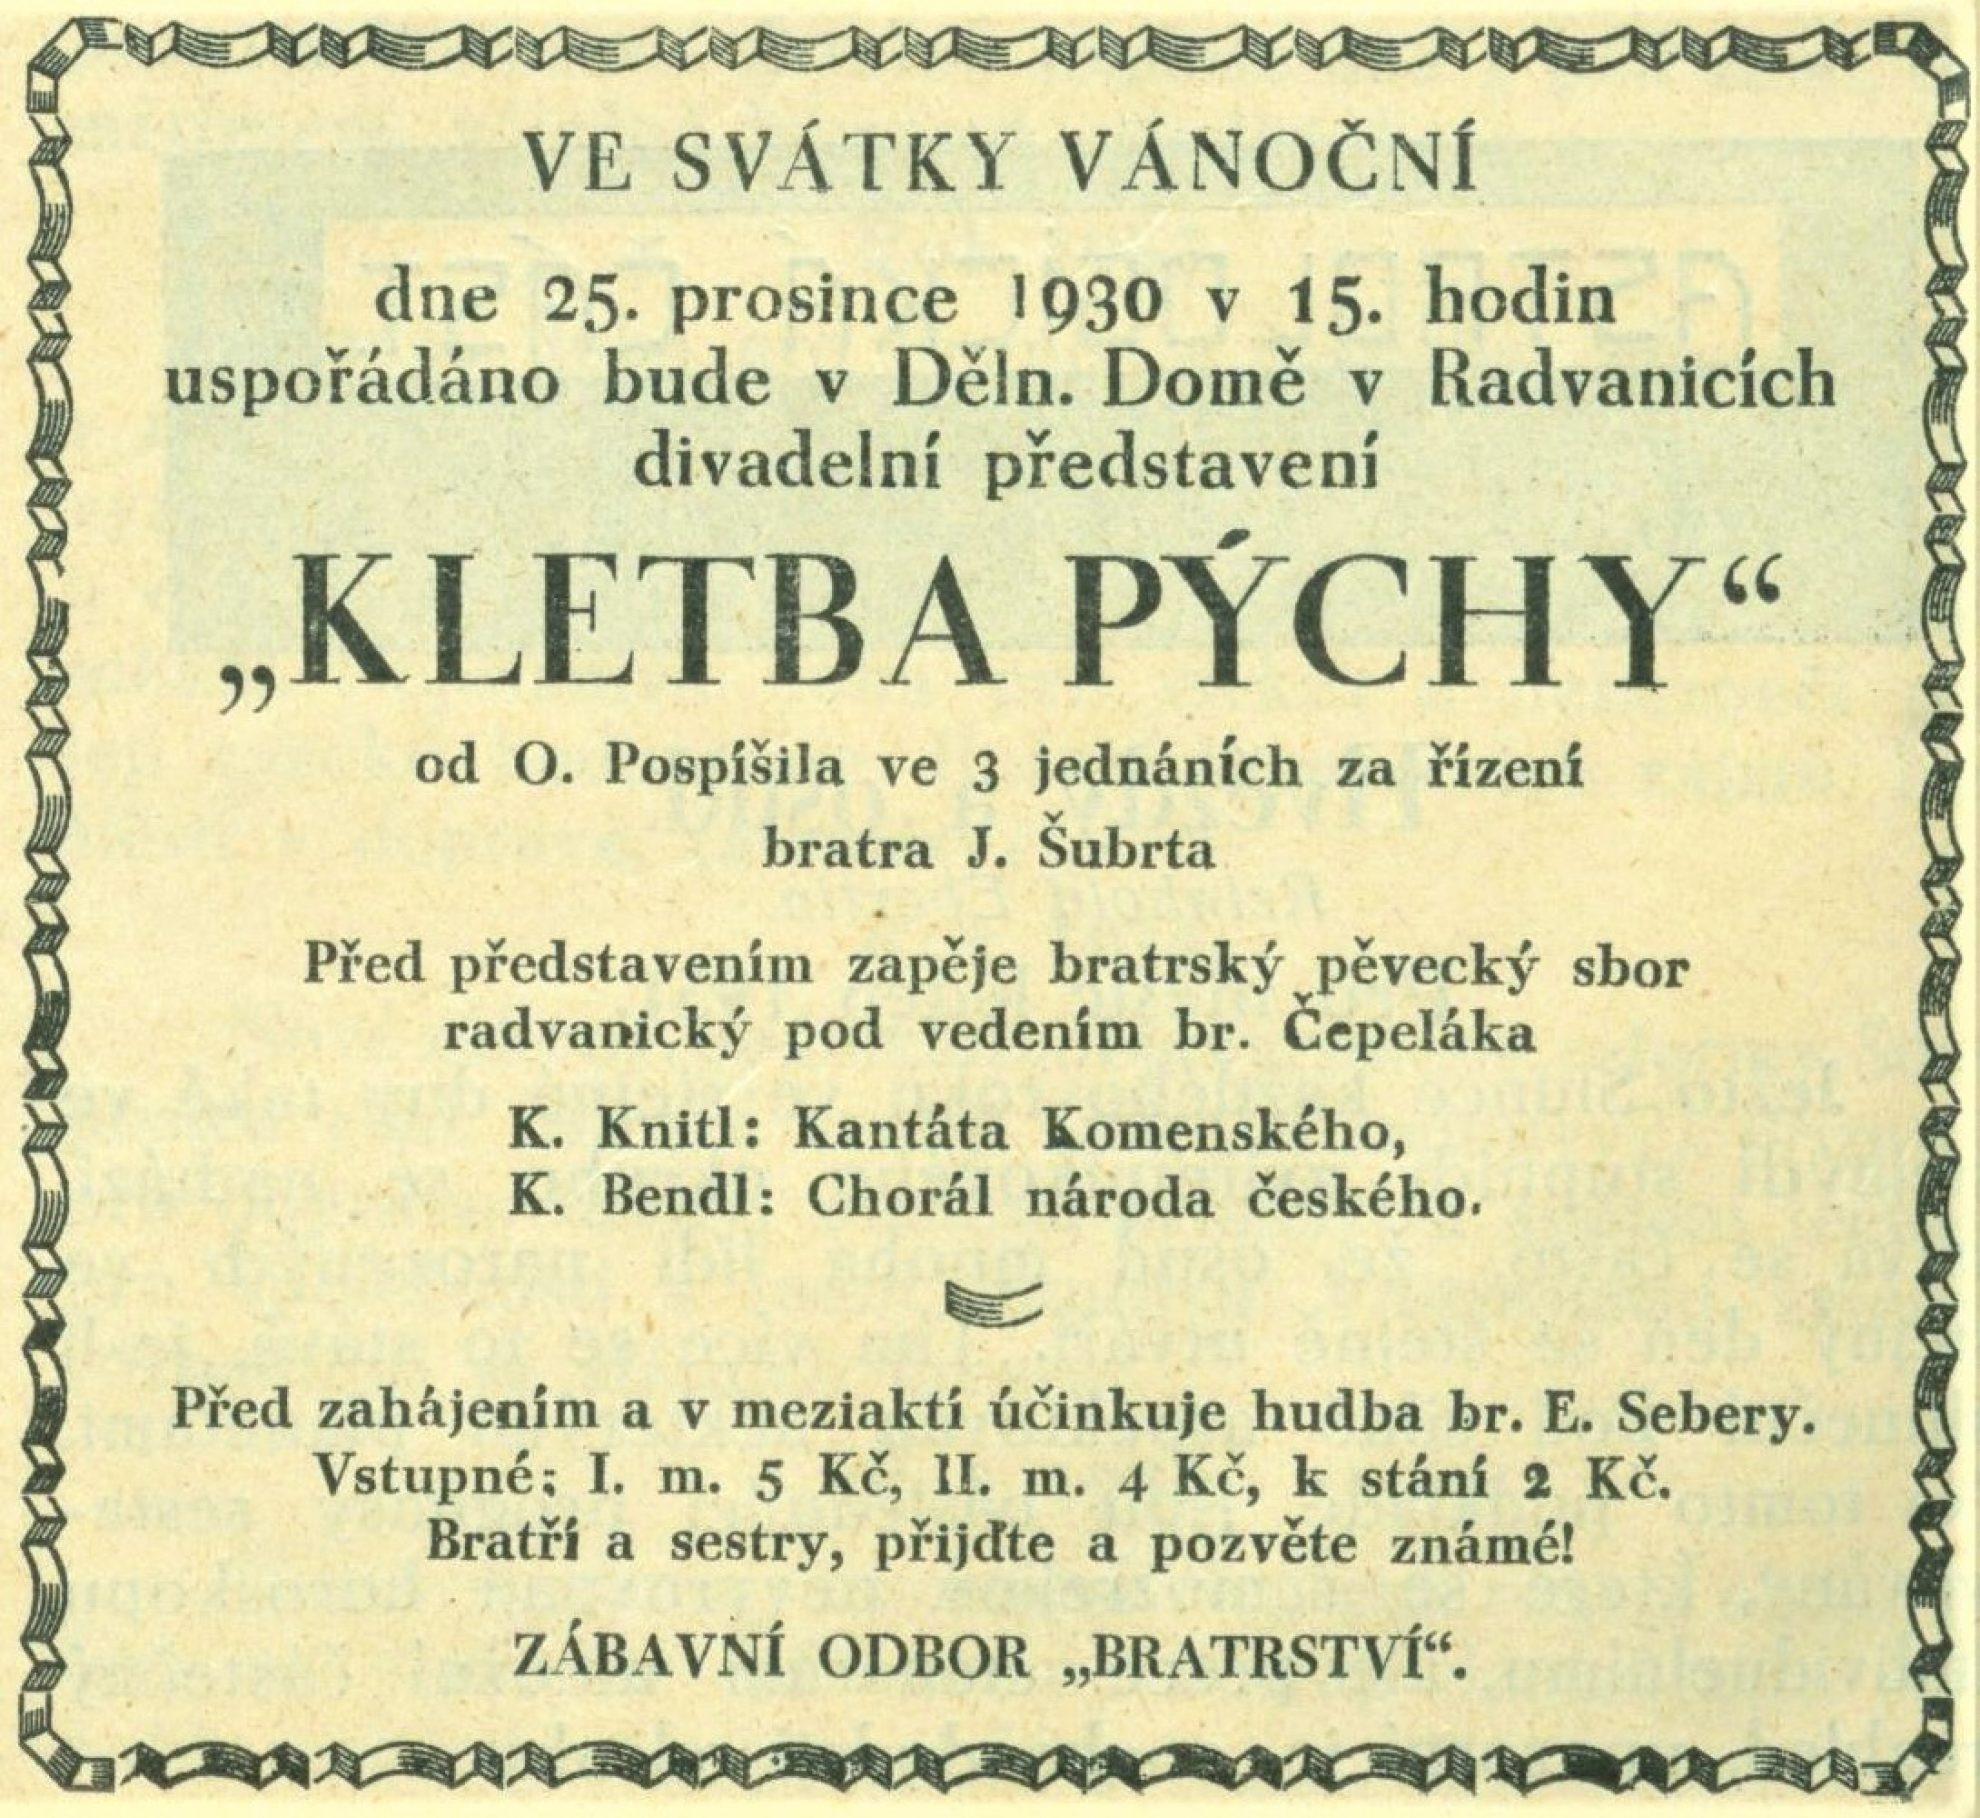 VE SVÁTKY VÁNOČNÍ
dne 25. prosince 1930 v 15. hodin
uspořádáno bude v Děln. Domě v Radvanicích
divadelní představení
„KLETBA PÝCHY“
od O. Pospíšila ve 3 jednáních za řízení
bratra J. Šubrta
Před představením zapěje bratrský pěvecký sbor
radvanický pod vedením br. Čepeláka
K. Knitl: Kantáta Komenského,
K. Bendl: Chorál národa českého.
Před zahájením a v meziaktí účinkuje hudba br. E. Sebery.
Vstupné: I. m. 5 Kč, II. m. 4 Kč, k stání 2 Kč.
Bratři a sestry, přijďte a pozvěte známé!
ZÁBAVNÍ ODBOR „BRATRSTVÍ“.